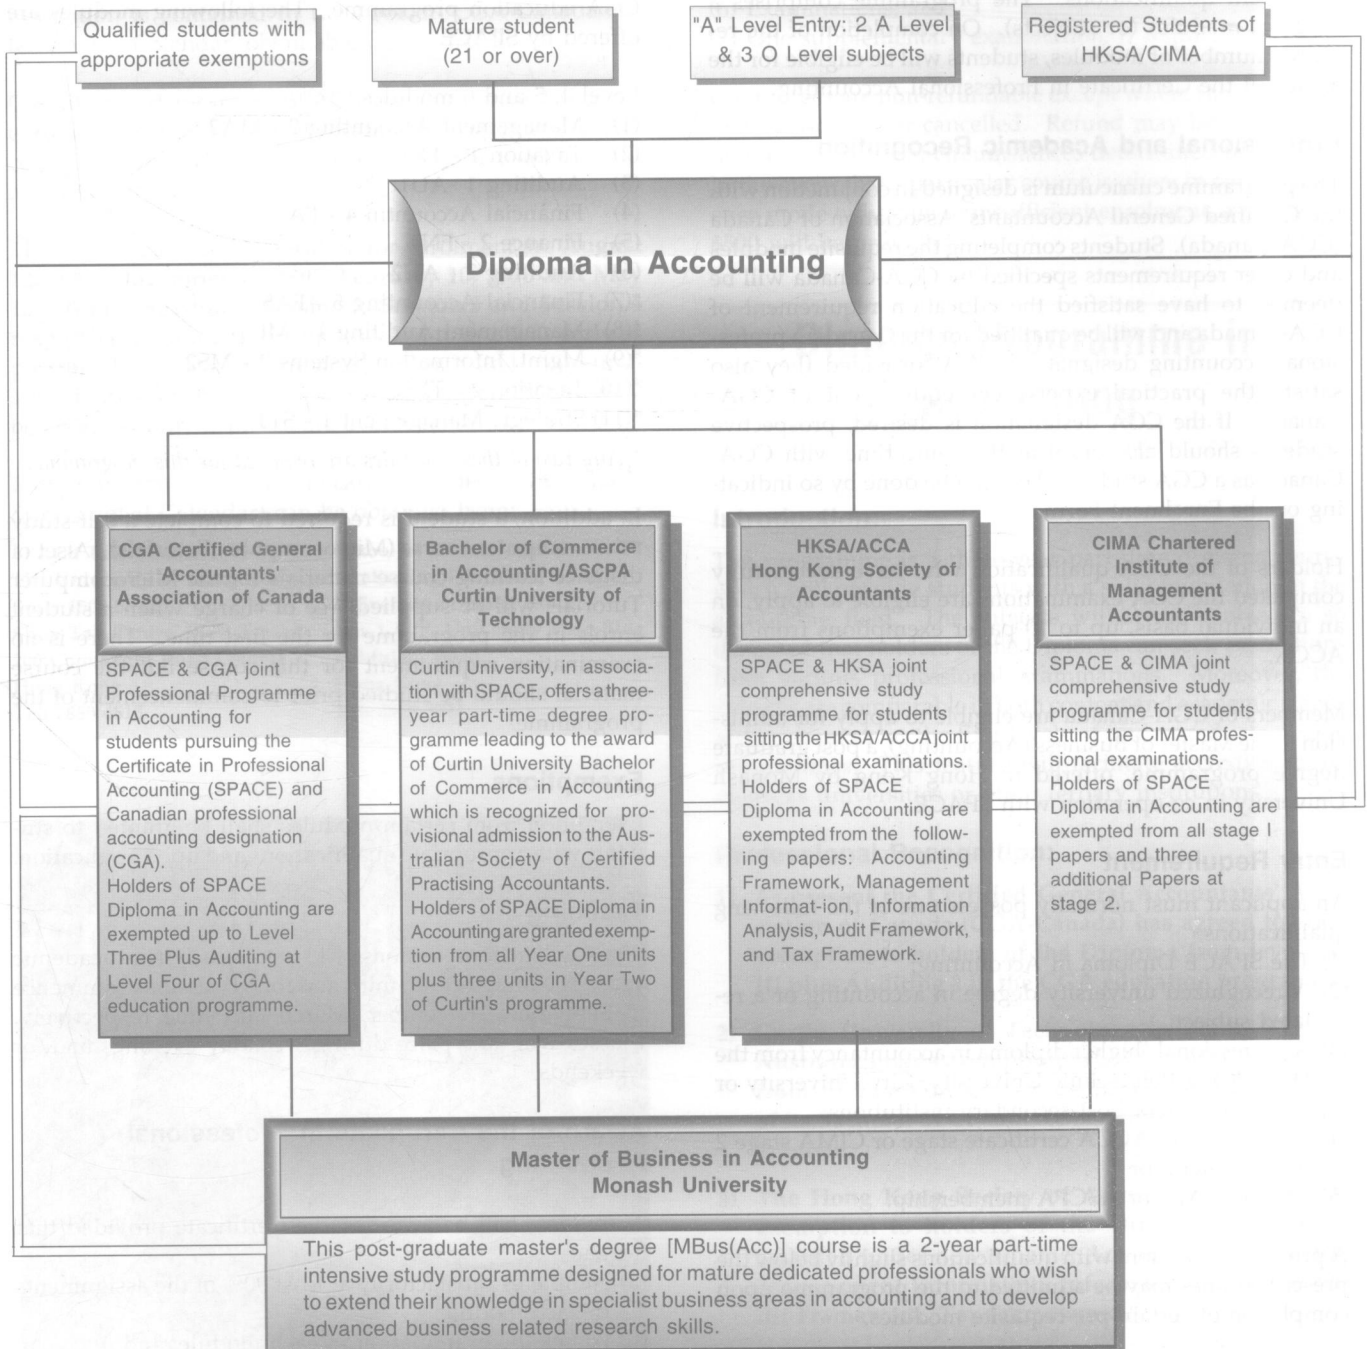 Qualified students with
appropriate exemptions
Mature Student
(21 or over)
"A" Level Entry: 2 A Level
& 3 O Level subjects
Registered Students of
HKSA/CIMA
Diploma in Accounting
CGA Certified General
Accountants'
Association of Canada
SPACE & CGA joint
Professional Programme
in Accounting for
students pursuing the
Certificate in Professional
Accounting (SPACE) and
Canadian professional
accounting designation
(CGA).
Holders of SPACE
Diploma in Accounting are
exempted up to Level
Three Plus Auditing at
Level Four of CGA
education programme.
Bachelor of Commerce
in Accounting/ASCPA
Curtin University of
Technology
Curtin University, in associa-
tion with SPACE, offers a three-
year part-time degree pro-
gramme leading to the award
of Curtin University Bachelor
of Commerce in Accounting
which is recognized for pro-
visional admission to the Aus-
tralian Society of Certified
Practising Accountants.
Holders of SPACE Diploma in
Accounting are granted exemp-
tion from all Year One units
plus three units in Year Two
of Curtin's programme.
HKSA/ACCA
Hong Kong Society of
Accountants
SPACE & HKSA joint
comprehensive study
programme for students
sitting the HKSA/ACCA joint
professional examinations.
Holders of SPACE
Diploma in Accounting are
exempted from the follow-
ing papers: Accounting
Framework, Management
Informat-ion, Information
Analysis, Audit Framework,
and Tax Framework.
CIMA Chartered
Institute of
Management
Accountants
SPACE & CIMA joint
comprehensive study
programme for students
sitting the CIMA profes-
sional examinations.
Holders of SPACE
Diploma in Accounting are
exempted from all stage I
papers and three
additional Papers at
stage 2.
Master of Business in Accounting
Monash University
This post-graduate master's degree [MBus(Acc)] course is a 2-year part-time
intensive study programme designed for mature dedicated professionals who wish
to extend their knowledge in specialist business areas in accounting and to develop
advanced business related research skills.